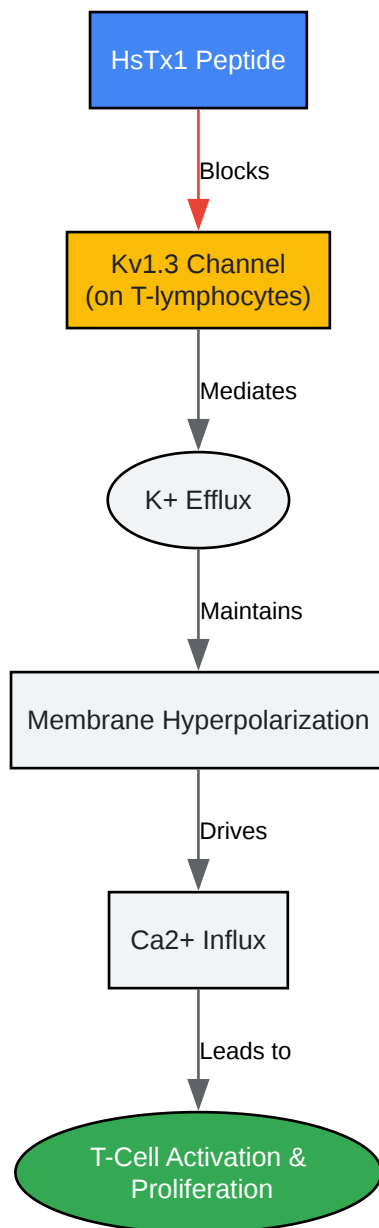 HsTx1 Peptide
Blocks
Kv1.3 Channel
(on T-lymphocytes)
Mediates
K+ Efflux
Maintains
Membrane Hyperpolarization
Drives
Ca2+ Influx
Leads to
T-Cell Activation &
Proliferation